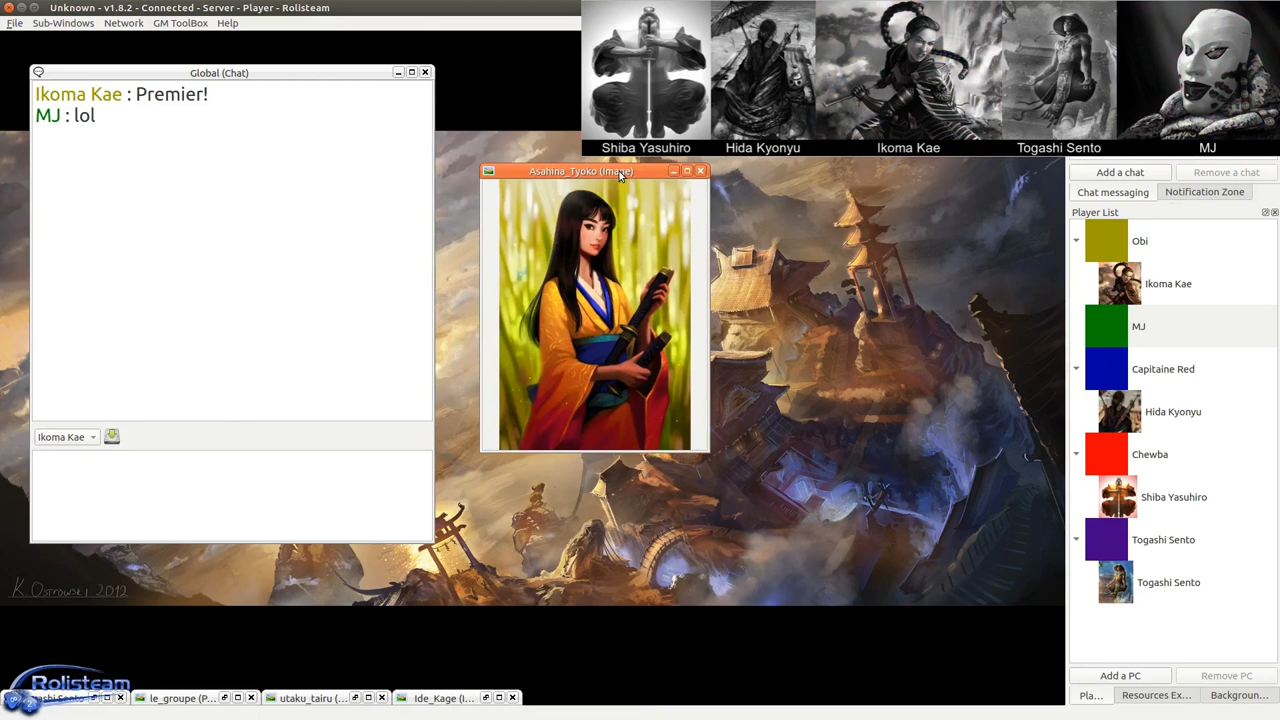 Unknown - v1.8.2 - Connected - Server - Player - Rolisteam
File Sub-Windows Network GM ToolBox Help
Shiba Yasuhiro Hida Kyonyu Ikoma Kae Togashi Sento MJ
Global (Chat)
Ikoma Kae : Premier!
MJ : lol
Ikoma Kae
Asahina_Tyoko (Image)
Add a chat Remove a chat
Chat messaging Notification Zone
Player List
Obi
Ikoma Kae
MJ
Capitaine Red
Hida Kyonyu
Chewba
Shiba Yasuhiro
Togashi Sento
Togashi Sento
Add a PC Remove PC
Pla... Resources Ex... Backgroun...
K Ostrowski 2012
Rolisteam
le_groupe (P... utaku_tairu (... Ide_Kage (I...